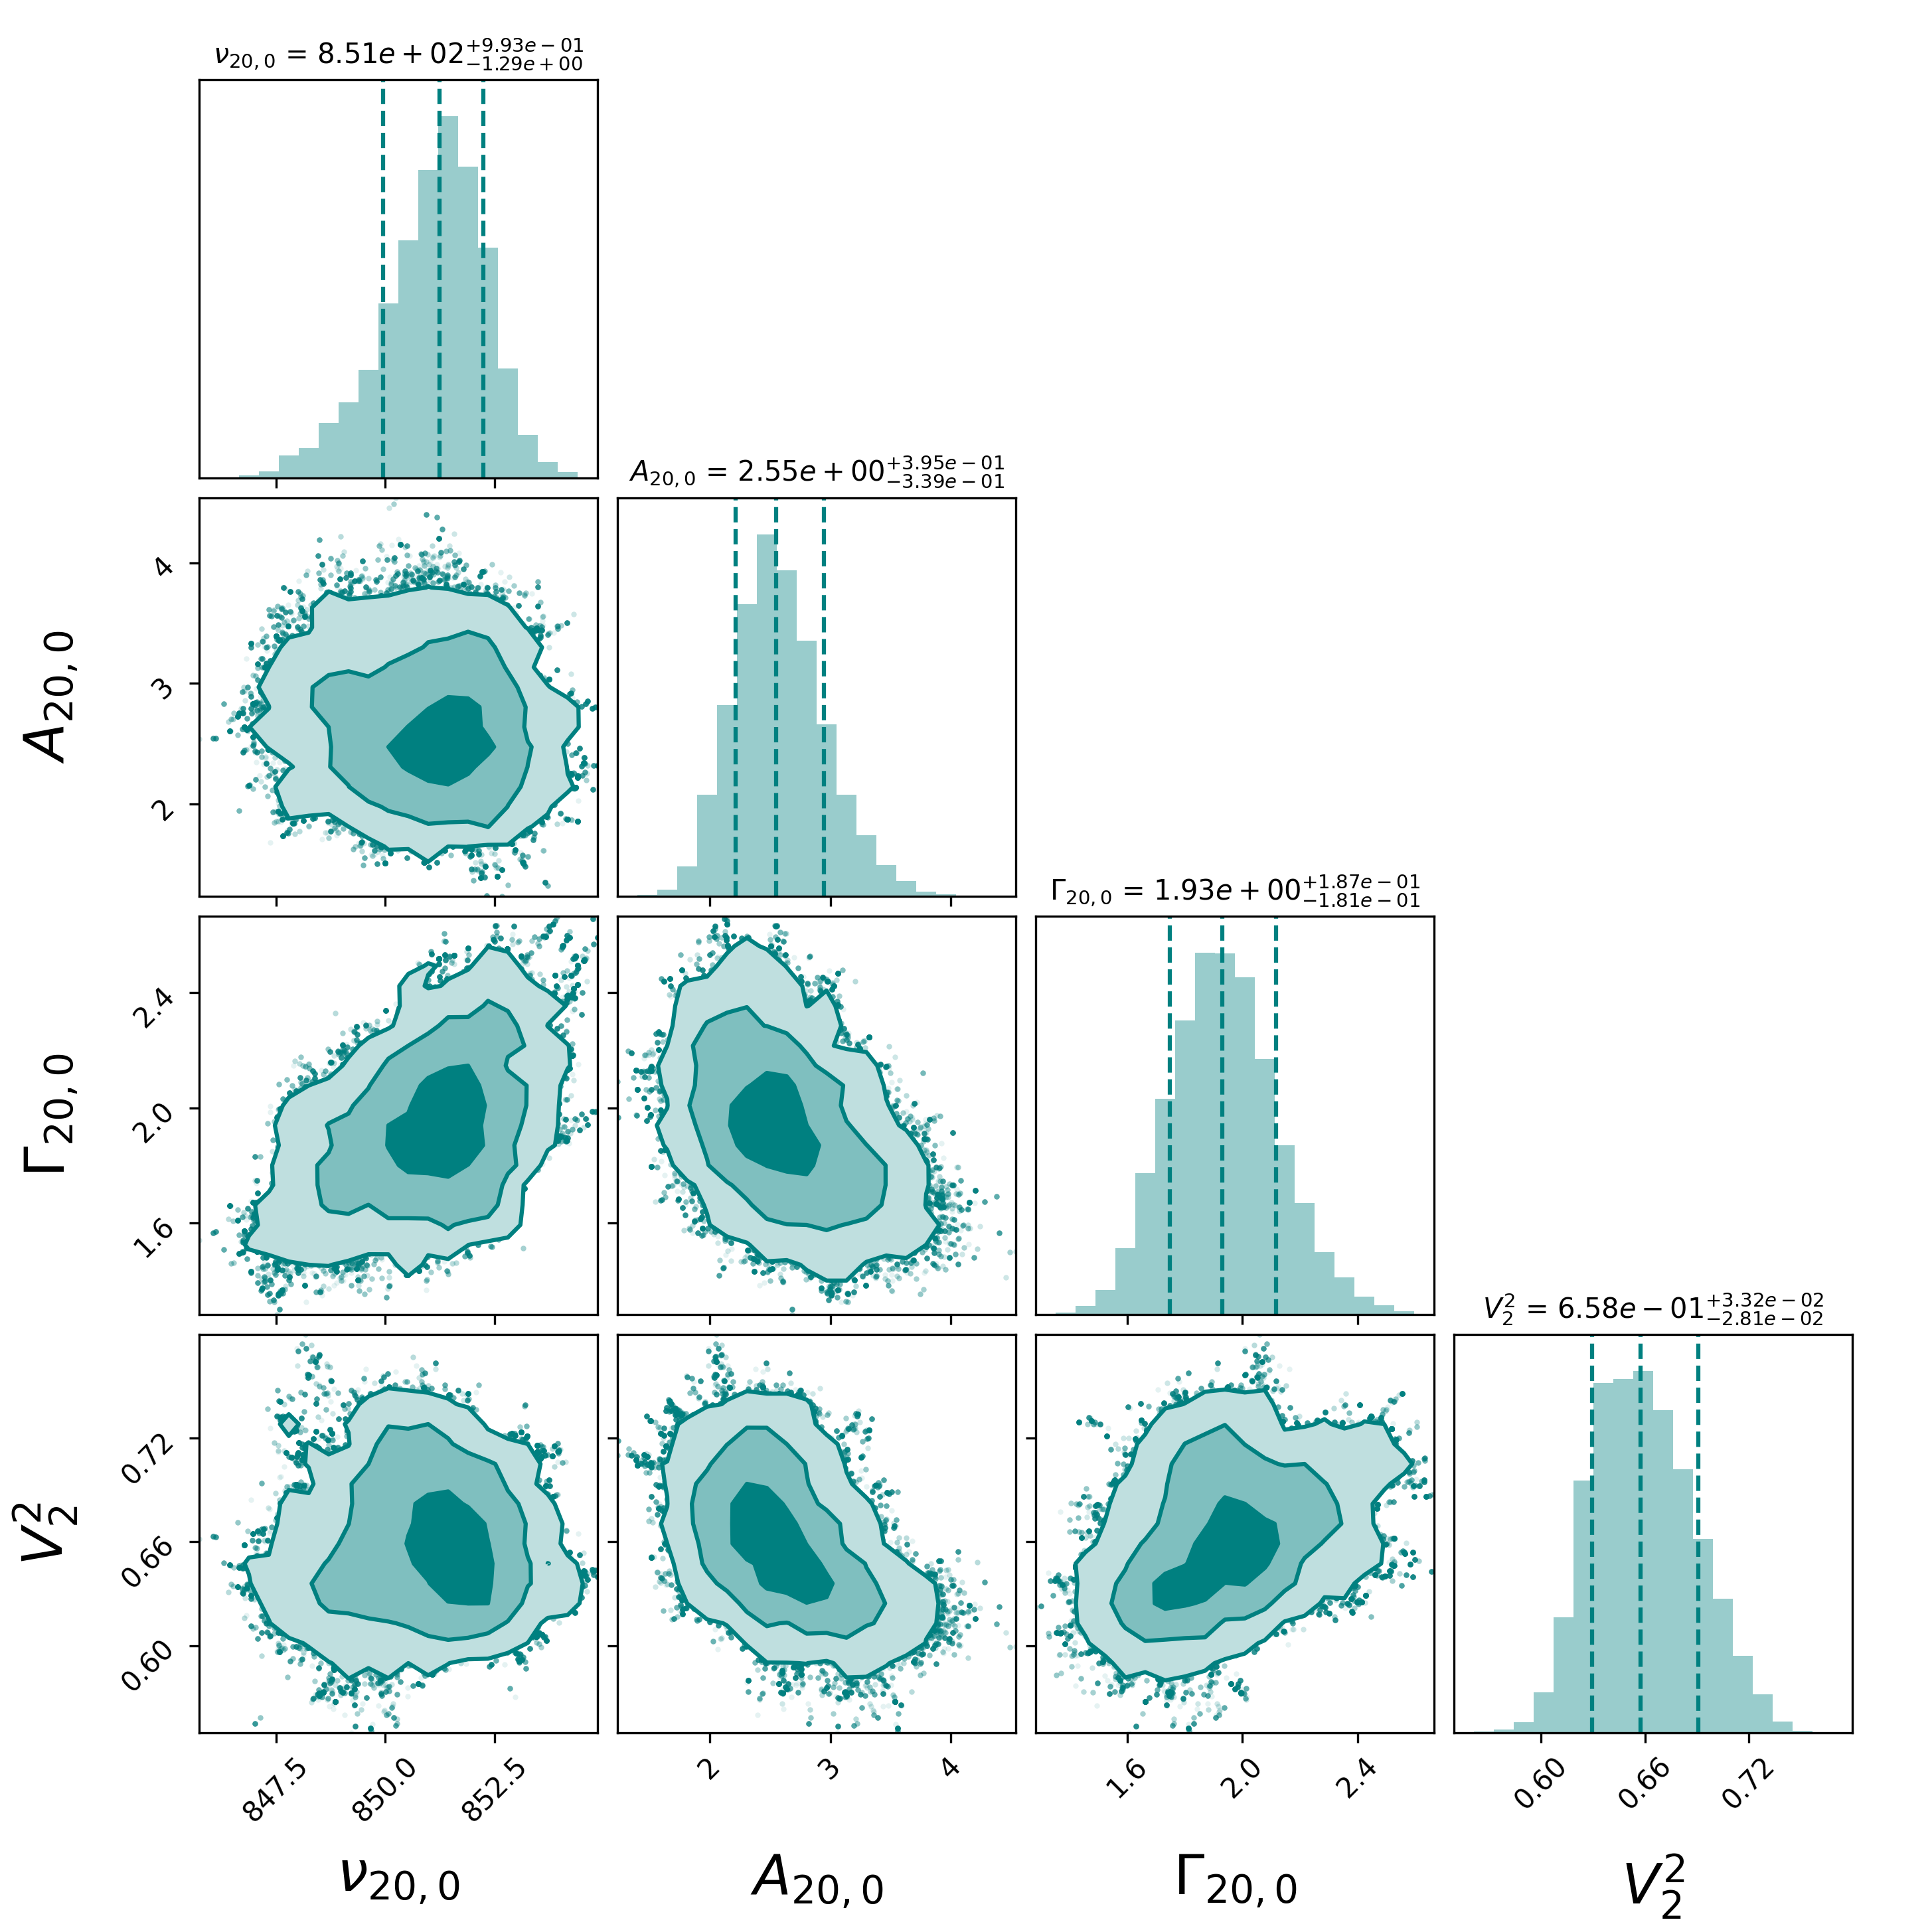 ν20,0 = 8.51e + 02 +9.93e − 01 −1.29e + 00
A20,0 = 2.55e + 00 +3.95e − 01 −3.39e − 01
4
3
2
A20,0
Γ20,0 = 1.93e + 00 +1.87e − 01 −1.81e − 01
2.4
2.0
1.6
Γ20,0
V₂² = 6.58e − 01 +3.32e − 02 −2.81e − 02
0.72
0.66
0.60
V₂²
847.5 850.0 852.5 2 3 4 1.6 2.0 2.4 0.60 0.66 0.72
ν20,0 A20,0 Γ20,0 V₂²